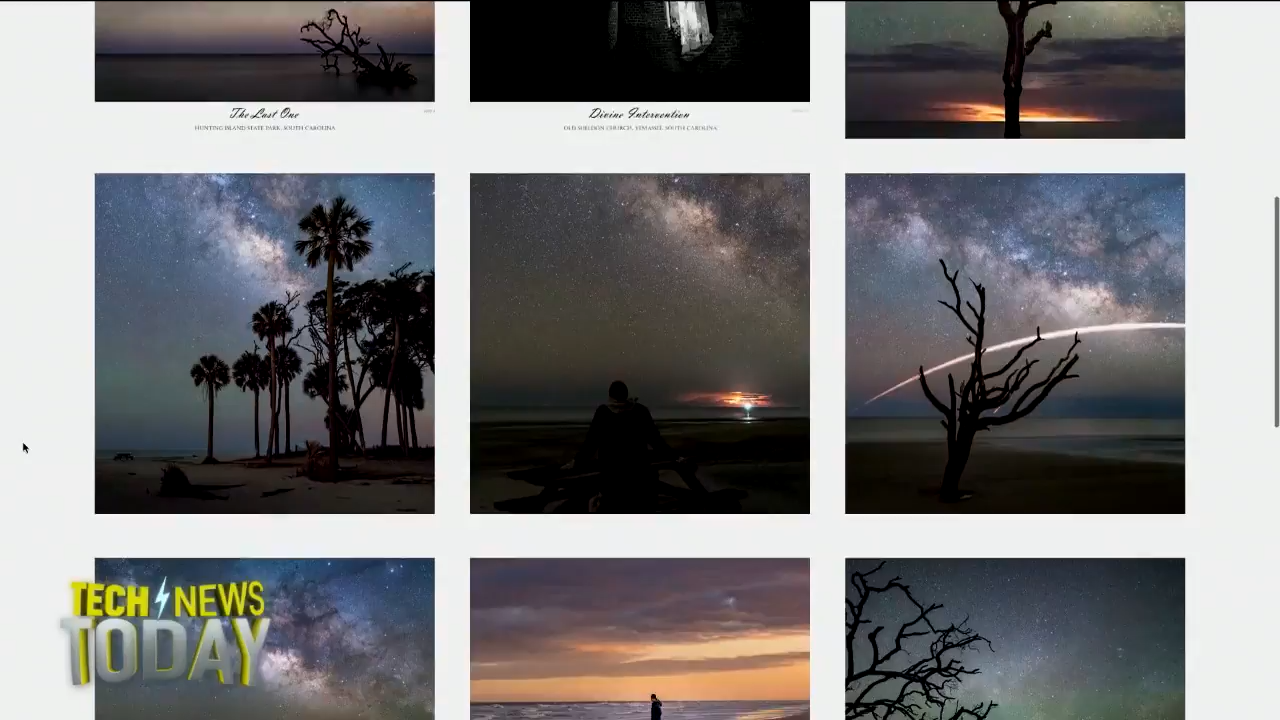 The Last One
HUNTING ISLAND STATE PARK, SOUTH CAROLINA
Divine Intervention
OLD SHELDON CHURCH, YEMASSEE, SOUTH CAROLINA
TECH NEWS
TODAY